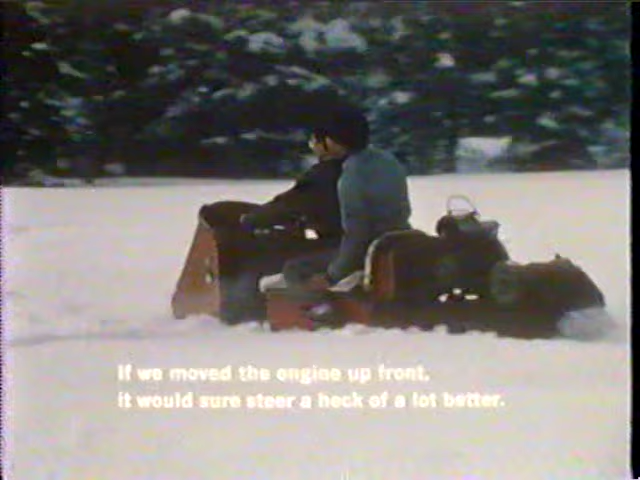 If we moved the engine up front,
it would sure steer a heck of a lot better.